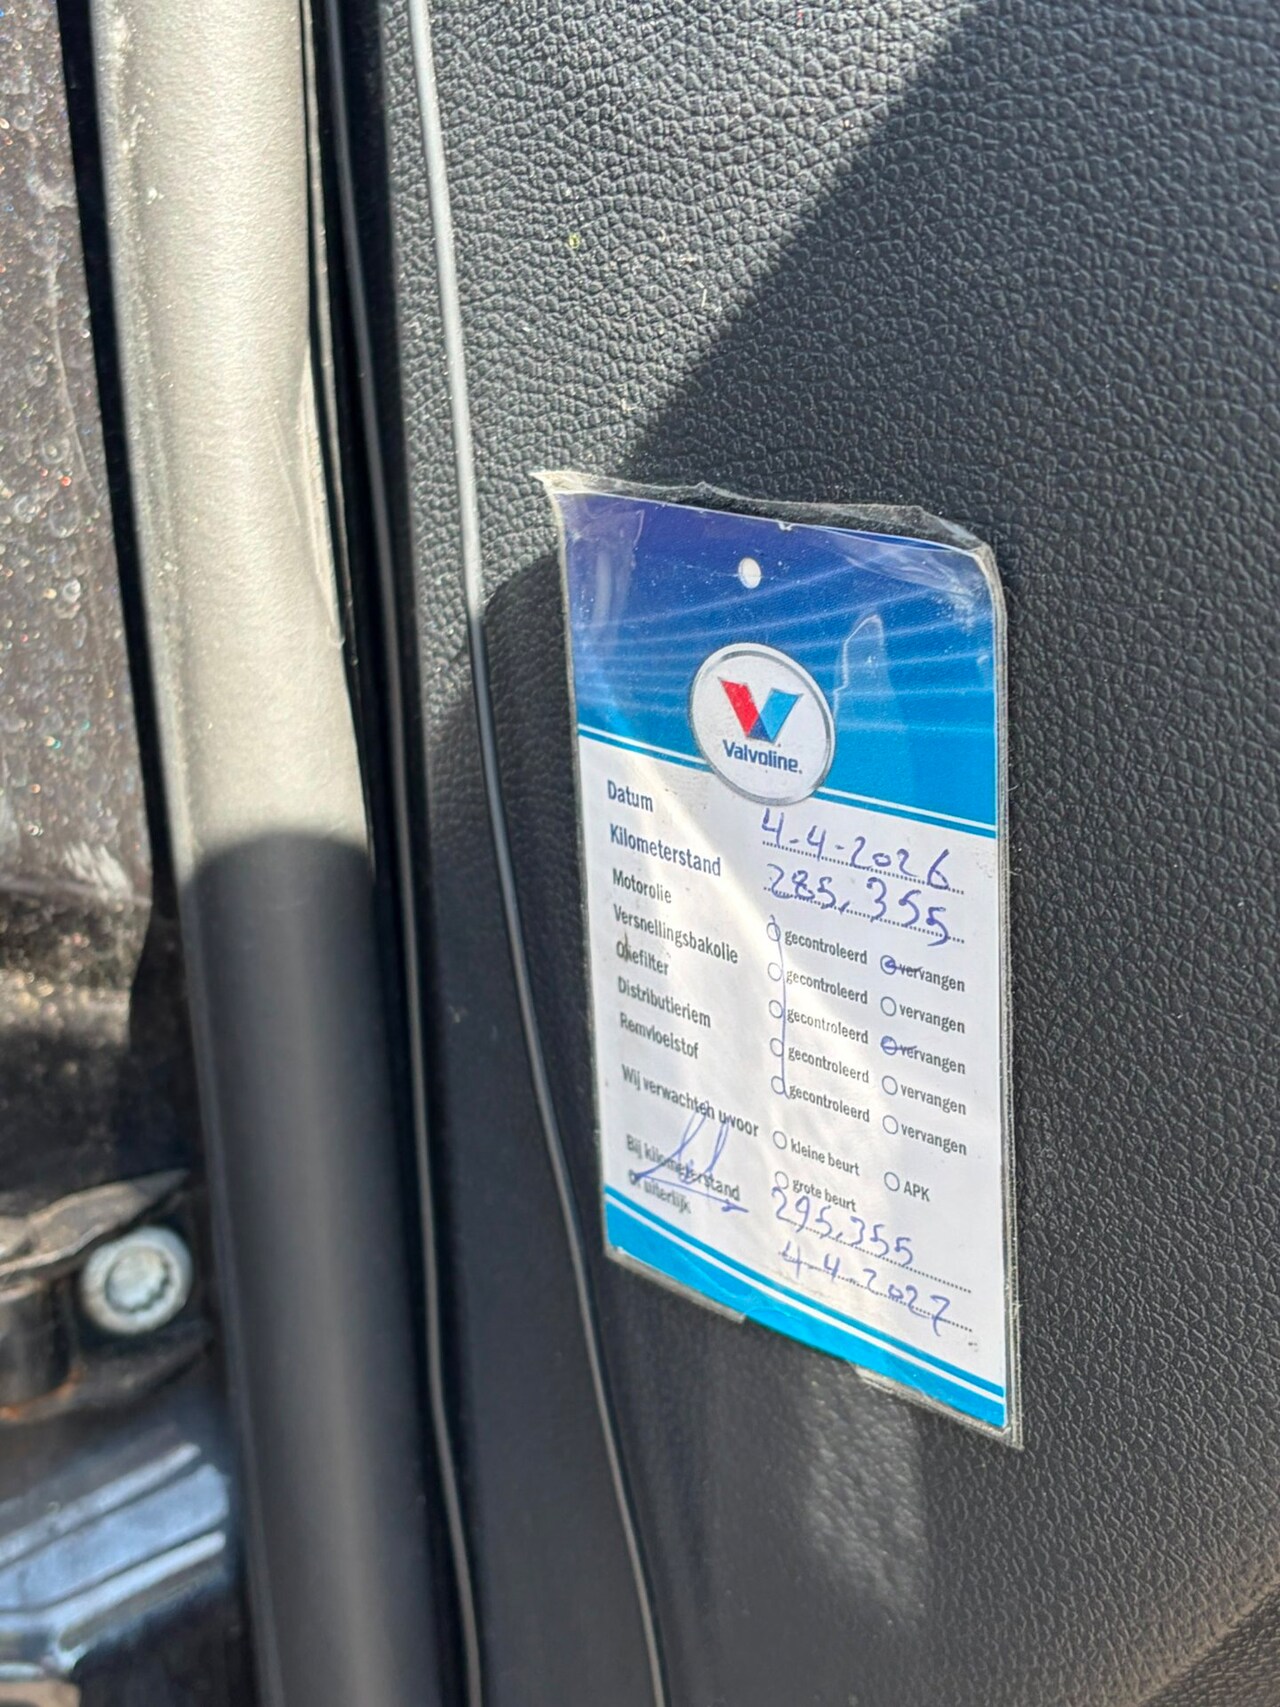 Valvoline
Datum 4-4-2026
Kilometerstand 285.355
Motorolie gecontroleerd vervangen
Versnellingsbakolie gecontroleerd vervangen
Oliefilter gecontroleerd vervangen
Distributieriem gecontroleerd vervangen
Remvloeistof gecontroleerd vervangen
Wij verwachten u voor kleine beurt APK
grote beurt
Bij kilometerstand 295.355
Of uiterlijk 4-4-2027